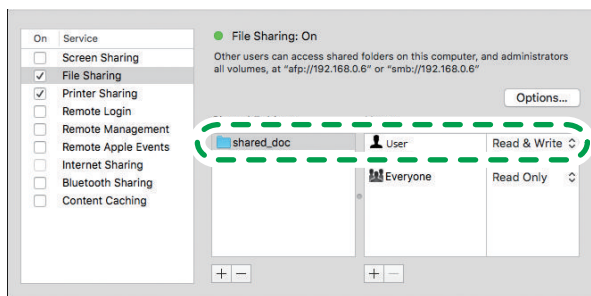 On Service
Screen Sharing
File Sharing
Printer Sharing
Remote Login
Remote Management
Remote Apple Events
Internet Sharing
Bluetooth Sharing
Content Caching
File Sharing: On
Other users can access shared folders on this computer, and administrators
all volumes, at “afp://192.168.0.6” or “smb://192.168.0.6”
Options...
shared_doc User Read & Write
Everyone Read Only